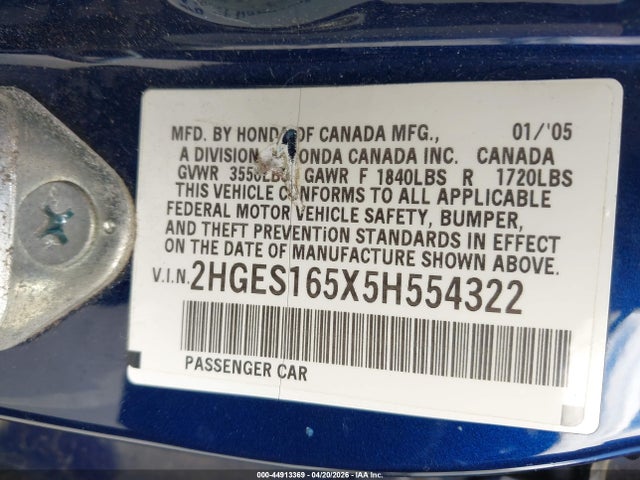 MFD. BY HONDA OF CANADA MFG., 01/'05
A DIVISION HONDA CANADA INC. CANADA
GVWR 3550LBS GAWR F 1840LBS R 1720LBS
THIS VEHICLE CONFORMS TO ALL APPLICABLE
FEDERAL MOTOR VEHICLE SAFETY, BUMPER,
AND THEFT PREVENTION STANDARDS IN EFFECT
ON THE DATE OF MANUFACTURE SHOWN ABOVE.
V.I.N. 2HGES165X5H554322
PASSENGER CAR
000-44913369 - 04/20/2026 - IAA Inc.